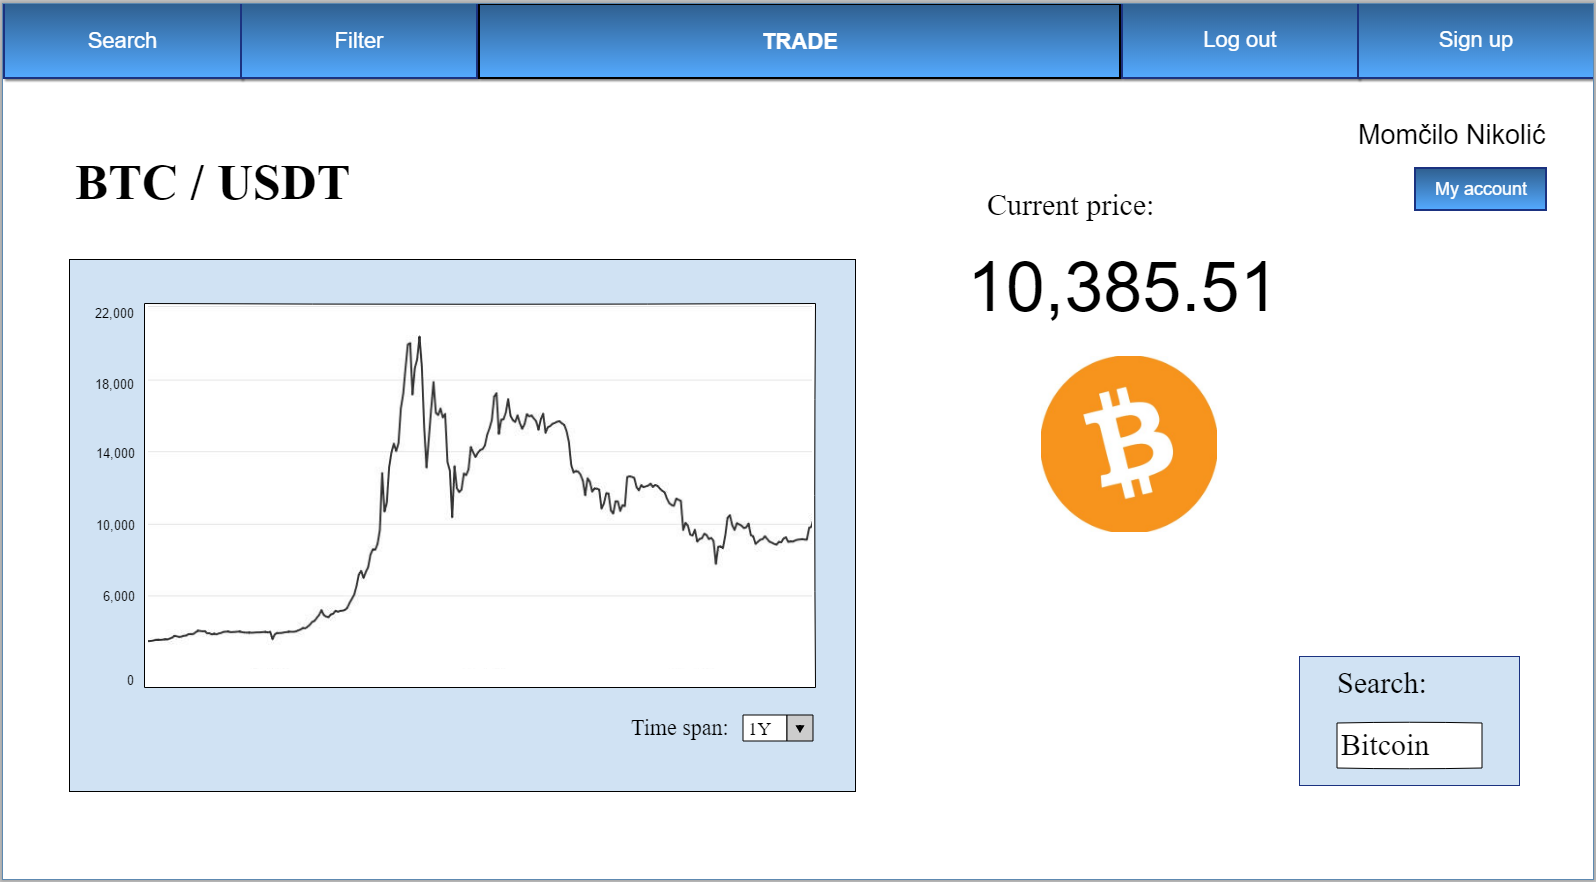 Search
Filter
TRADE
Log out
Sign up
Momčilo Nikolić
My account
BTC / USDT
Current price:
10,385.51
22,000
18,000
14,000
10,000
6,000
0
Time span:
1Y
Search:
Bitcoin